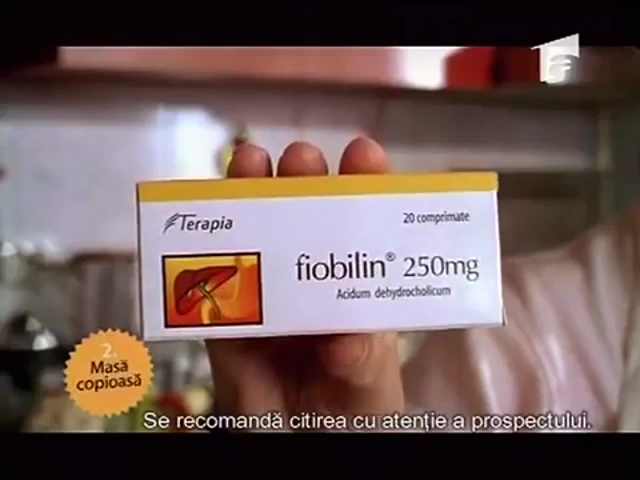 Terapia
20 comprimate
fiobilin® 250mg
Acidum dehydrocholicum
2.
Masă
copioasă
Se recomandă citirea cu atenție a prospectului.